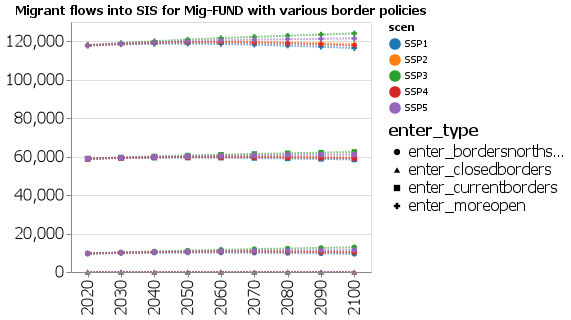 Migrant flows into SIS for Mig-FUND with various border policies
120,000
100,000
80,000
60,000
40,000
20,000
0
2020
2030
2040
2050
2060
2070
2080
2090
2100
scen
SSP1
SSP2
SSP3
SSP4
SSP5
enter_type
enter_bordersnorths…
enter_closedborders
enter_currentborders
enter_moreopen